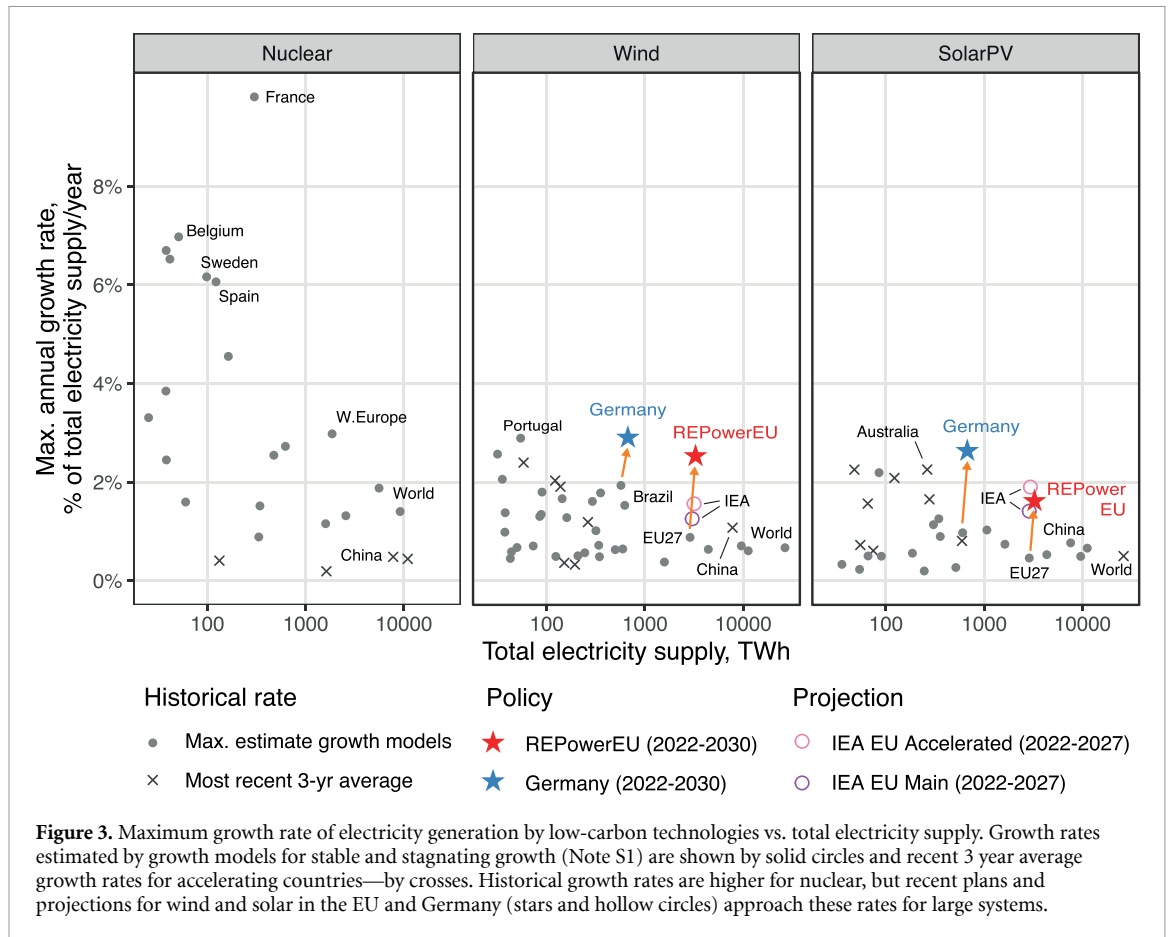 Nuclear
Wind
SolarPV
Max. annual growth rate,
% of total electricity supply/year
8%
6%
4%
2%
0%
France
Belgium
Sweden
Spain
W.Europe
World
China
100
1000
10000
Portugal
Germany
REPowerEU
Brazil
IEA
EU27
World
China
100
1000
10000
Australia
Germany
IEA
REPower
EU
China
EU27
World
100
1000
10000
Total electricity supply, TWh
Historical rate
Max. estimate growth models
Most recent 3-yr average
Policy
REPowerEU (2022-2030)
Germany (2022-2030)
Projection
IEA EU Accelerated (2022-2027)
IEA EU Main (2022-2027)
Figure 3. Maximum growth rate of electricity generation by low-carbon technologies vs. total electricity supply. Growth rates
estimated by growth models for stable and stagnating growth (Note S1) are shown by solid circles and recent 3 year average
growth rates for accelerating countries—by crosses. Historical growth rates are higher for nuclear, but recent plans and
projections for wind and solar in the EU and Germany (stars and hollow circles) approach these rates for large systems.